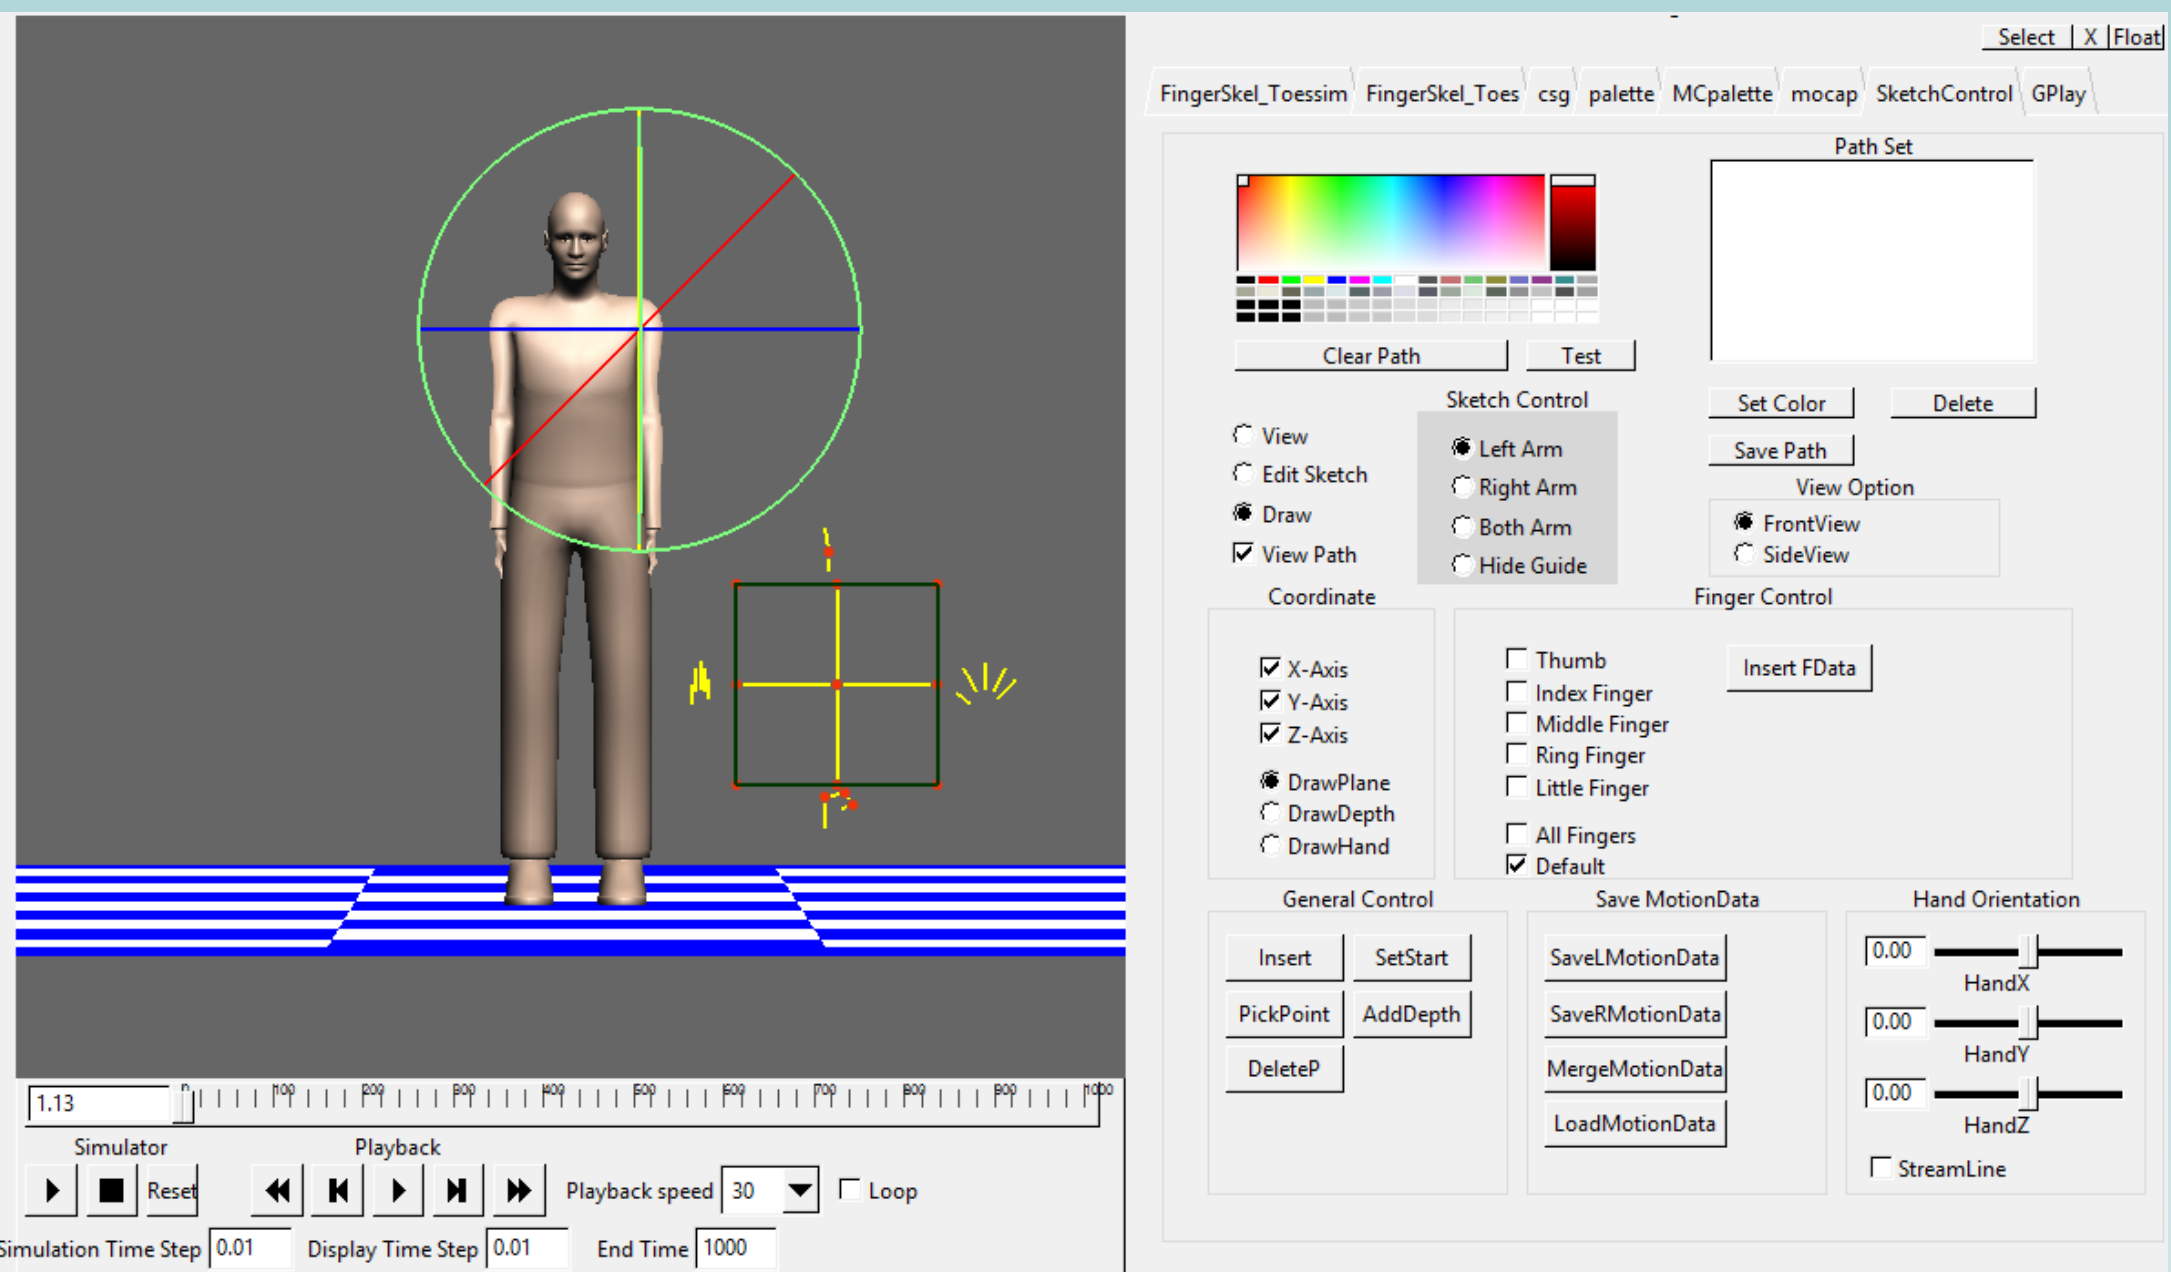 Select X Float
FingerSkel_Toessim FingerSkel_Toes csg palette MCpalette mocap SketchControl GPlay
Path Set
Clear Path Test
Set Color Delete
Save Path
Sketch Control
View
Edit Sketch
Draw
View Path
Left Arm
Right Arm
Both Arm
Hide Guide
View Option
FrontView
SideView
Coordinate
X-Axis
Y-Axis
Z-Axis
DrawPlane
DrawDepth
DrawHand
Finger Control
Thumb
Index Finger
Middle Finger
Ring Finger
Little Finger
All Fingers
Default
Insert FData
General Control
Insert SetStart
PickPoint AddDepth
DeleteP
Save MotionData
SaveLMotionData
SaveRMotionData
MergeMotionData
LoadMotionData
Hand Orientation
0.00
HandX
0.00
HandY
0.00
HandZ
StreamLine
1.13
100 200 300 400 500 600 700 800 900 1000
Simulator Playback
Reset
Playback speed 30 Loop
Simulation Time Step 0.01 Display Time Step 0.01 End Time 1000